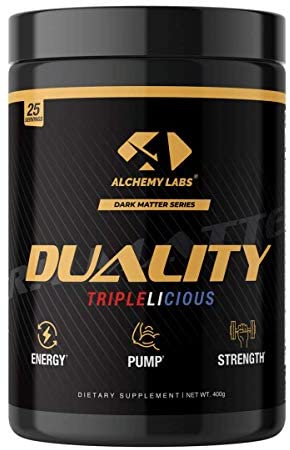 25
SERVINGS
ALCHEMY LABS®
DARK MATTER SERIES
DUALITY
TRIPLELICIOUS
ENERGY*
PUMP*
STRENGTH*
DIETARY SUPPLEMENT | NET WT. 400g